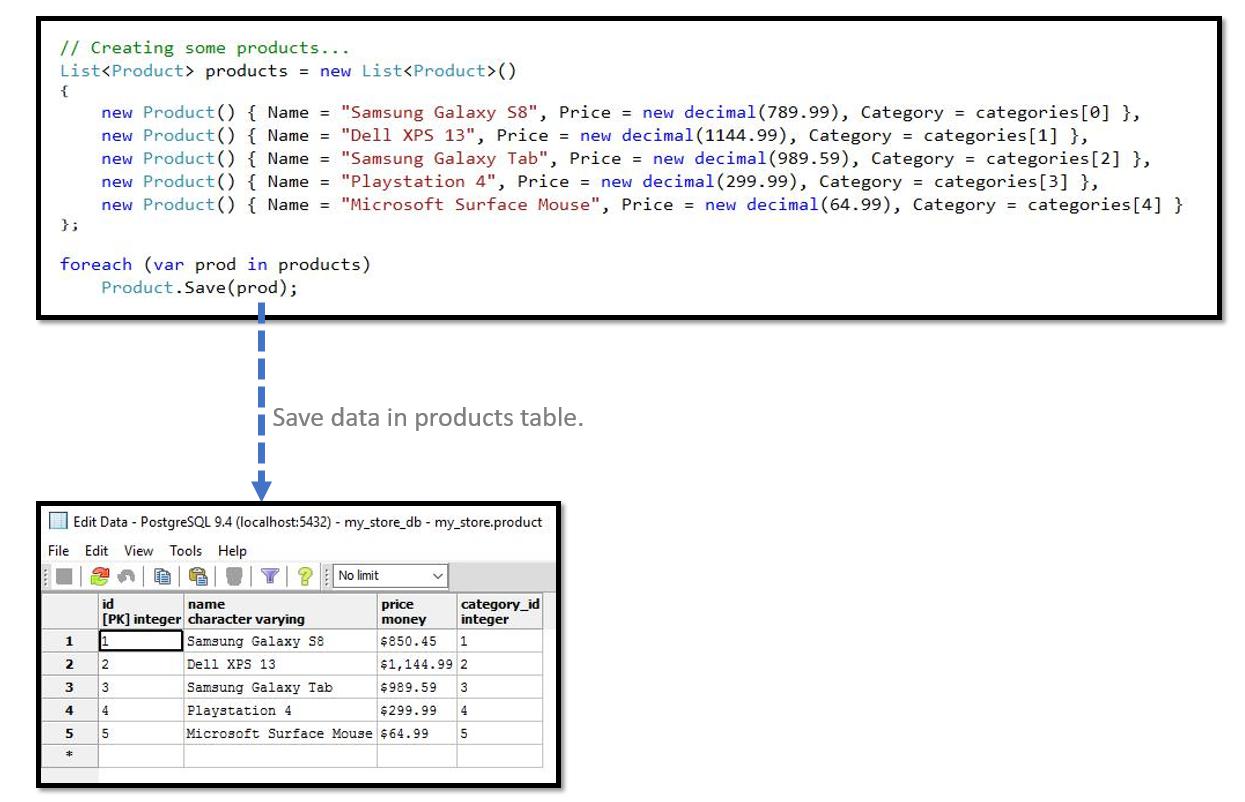 // Creating some products...
List<Product> products = new List<Product>()
{
    new Product() { Name = "Samsung Galaxy S8", Price = new decimal(789.99), Category = categories[0] },
    new Product() { Name = "Dell XPS 13", Price = new decimal(1144.99), Category = categories[1] },
    new Product() { Name = "Samsung Galaxy Tab", Price = new decimal(989.59), Category = categories[2] },
    new Product() { Name = "Playstation 4", Price = new decimal(299.99), Category = categories[3] },
    new Product() { Name = "Microsoft Surface Mouse", Price = new decimal(64.99), Category = categories[4] }
};
foreach (var prod in products)
    Product.Save(prod);
Save data in products table.
Edit Data - PostgreSQL 9.4 (localhost:5432) - my_store_db - my_store.product
File Edit View Tools Help
No limit
id name price category_id
[PK] integer character varying money integer
1 1 Samsung Galaxy S8 $850.45 1
2 2 Dell XPS 13 $1,144.99 2
3 3 Samsung Galaxy Tab $989.59 3
4 4 Playstation 4 $299.99 4
5 5 Microsoft Surface Mouse $64.99 5
*